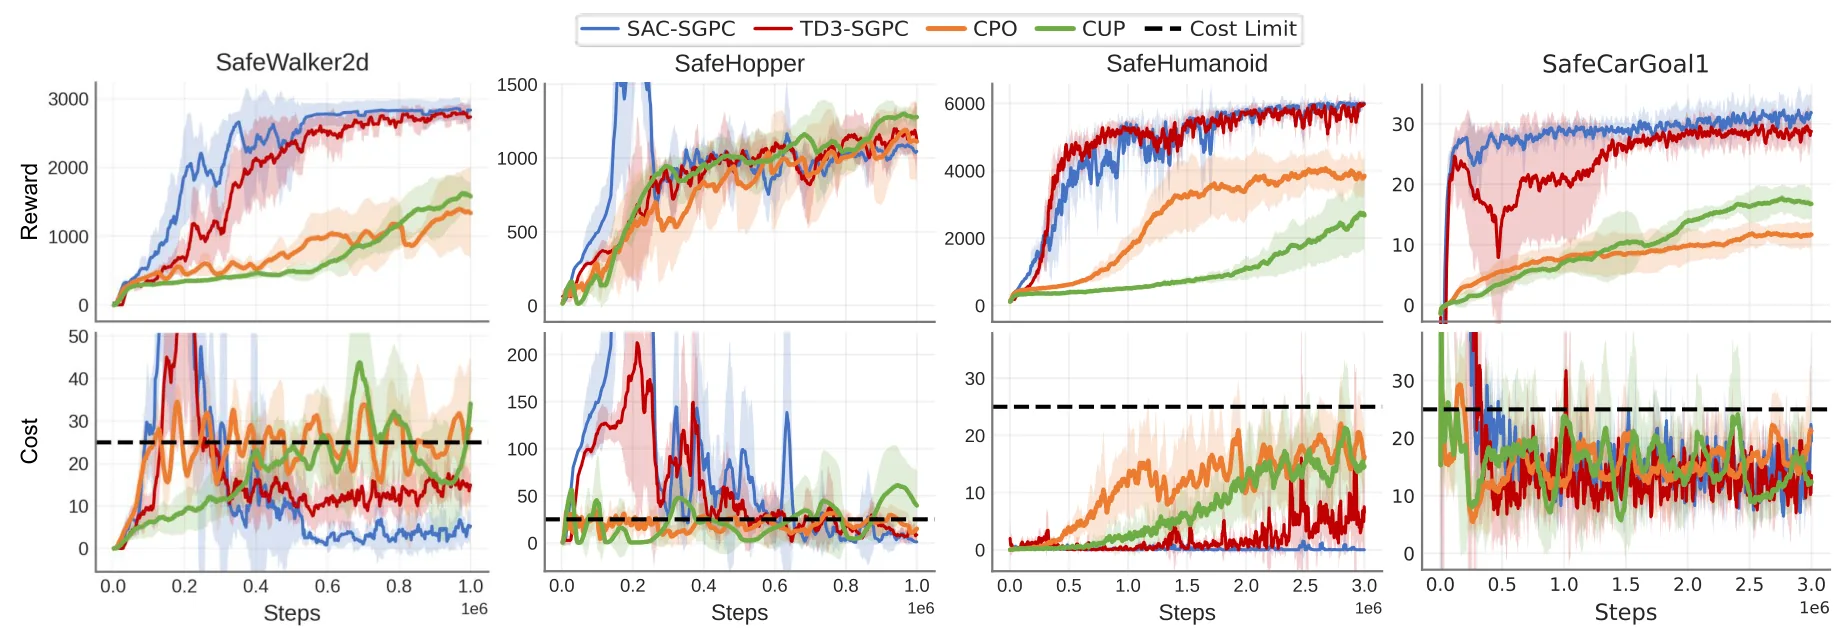 SAC-SGPC TD3-SGPC CPO CUP Cost Limit
SafeWalker2d SafeHopper SafeHumanoid SafeCarGoal1
Reward
3000
2000
1000
0
1500
1000
500
0
6000
4000
2000
0
30
20
10
0
Cost
50
40
30
20
10
0
200
150
100
50
0
30
20
10
0
30
20
10
0
0.0 0.2 0.4 0.6 0.8 1.0
1e6
Steps
0.0 0.2 0.4 0.6 0.8 1.0
1e6
Steps
0.0 0.5 1.0 1.5 2.0 2.5 3.0
1e6
Steps
0.0 0.5 1.0 1.5 2.0 2.5 3.0
1e6
Steps